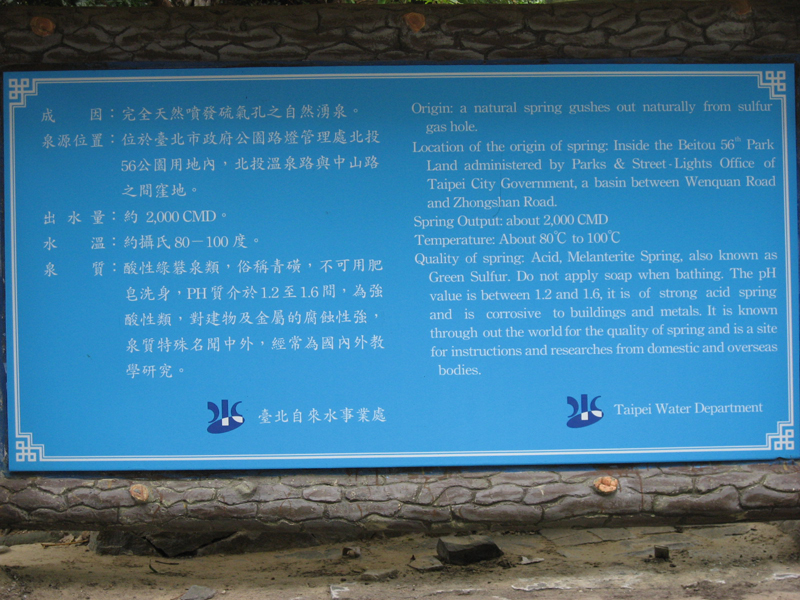 成因：完全天然噴發硫氣孔之自然湧泉。
泉源位置：位於臺北市政府公園路燈管理處北投
56公園用地內，北投溫泉路與中山路
之間窪地。
出水量：約 2,000 CMD。
水溫：約攝氏80－100度。
泉質：酸性綠礬泉類，俗稱青磺，不可用肥
皂洗身，PH質介於1.2至1.6間，為強
酸性類，對建物及金屬的腐蝕性強，
泉質特殊名聞中外，經常為國內外教
學研究。
臺北自來水事業處
Origin: a natural spring gushes out naturally from sulfur
gas hole.
Location of the origin of spring: Inside the Beitou 56th Park
Land administered by Parks & Street-Lights Office of
Taipei City Government, a basin between Wenquan Road
and Zhongshan Road.
Spring Output: about 2,000 CMD
Temperature: About 80℃ to 100℃
Quality of spring: Acid, Melanterite Spring, also known as
Green Sulfur. Do not apply soap when bathing. The pH
value is between 1.2 and 1.6, it is of strong acid spring
and is corrosive to buildings and metals. It is known
through out the world for the quality of spring and is a site
for instructions and researches from domestic and overseas
bodies.
Taipei Water Department